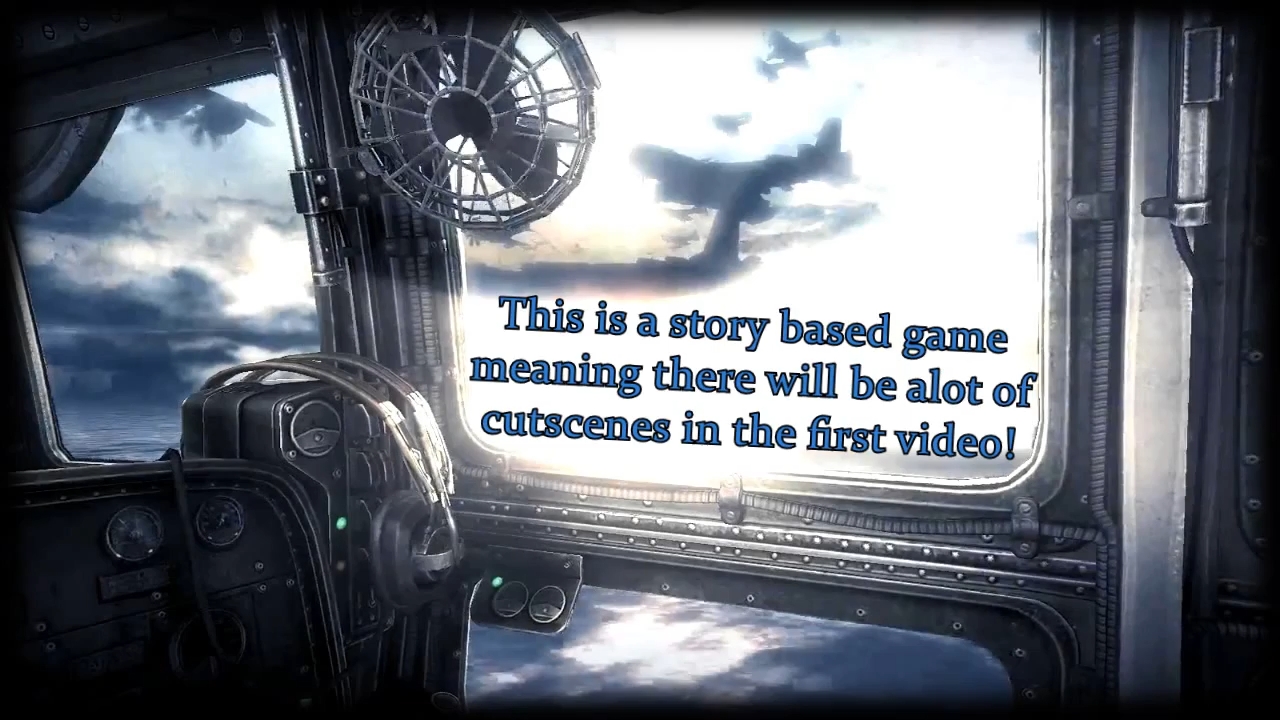 This is a story based game
meaning there will be alot of
cutscenes in the first video!